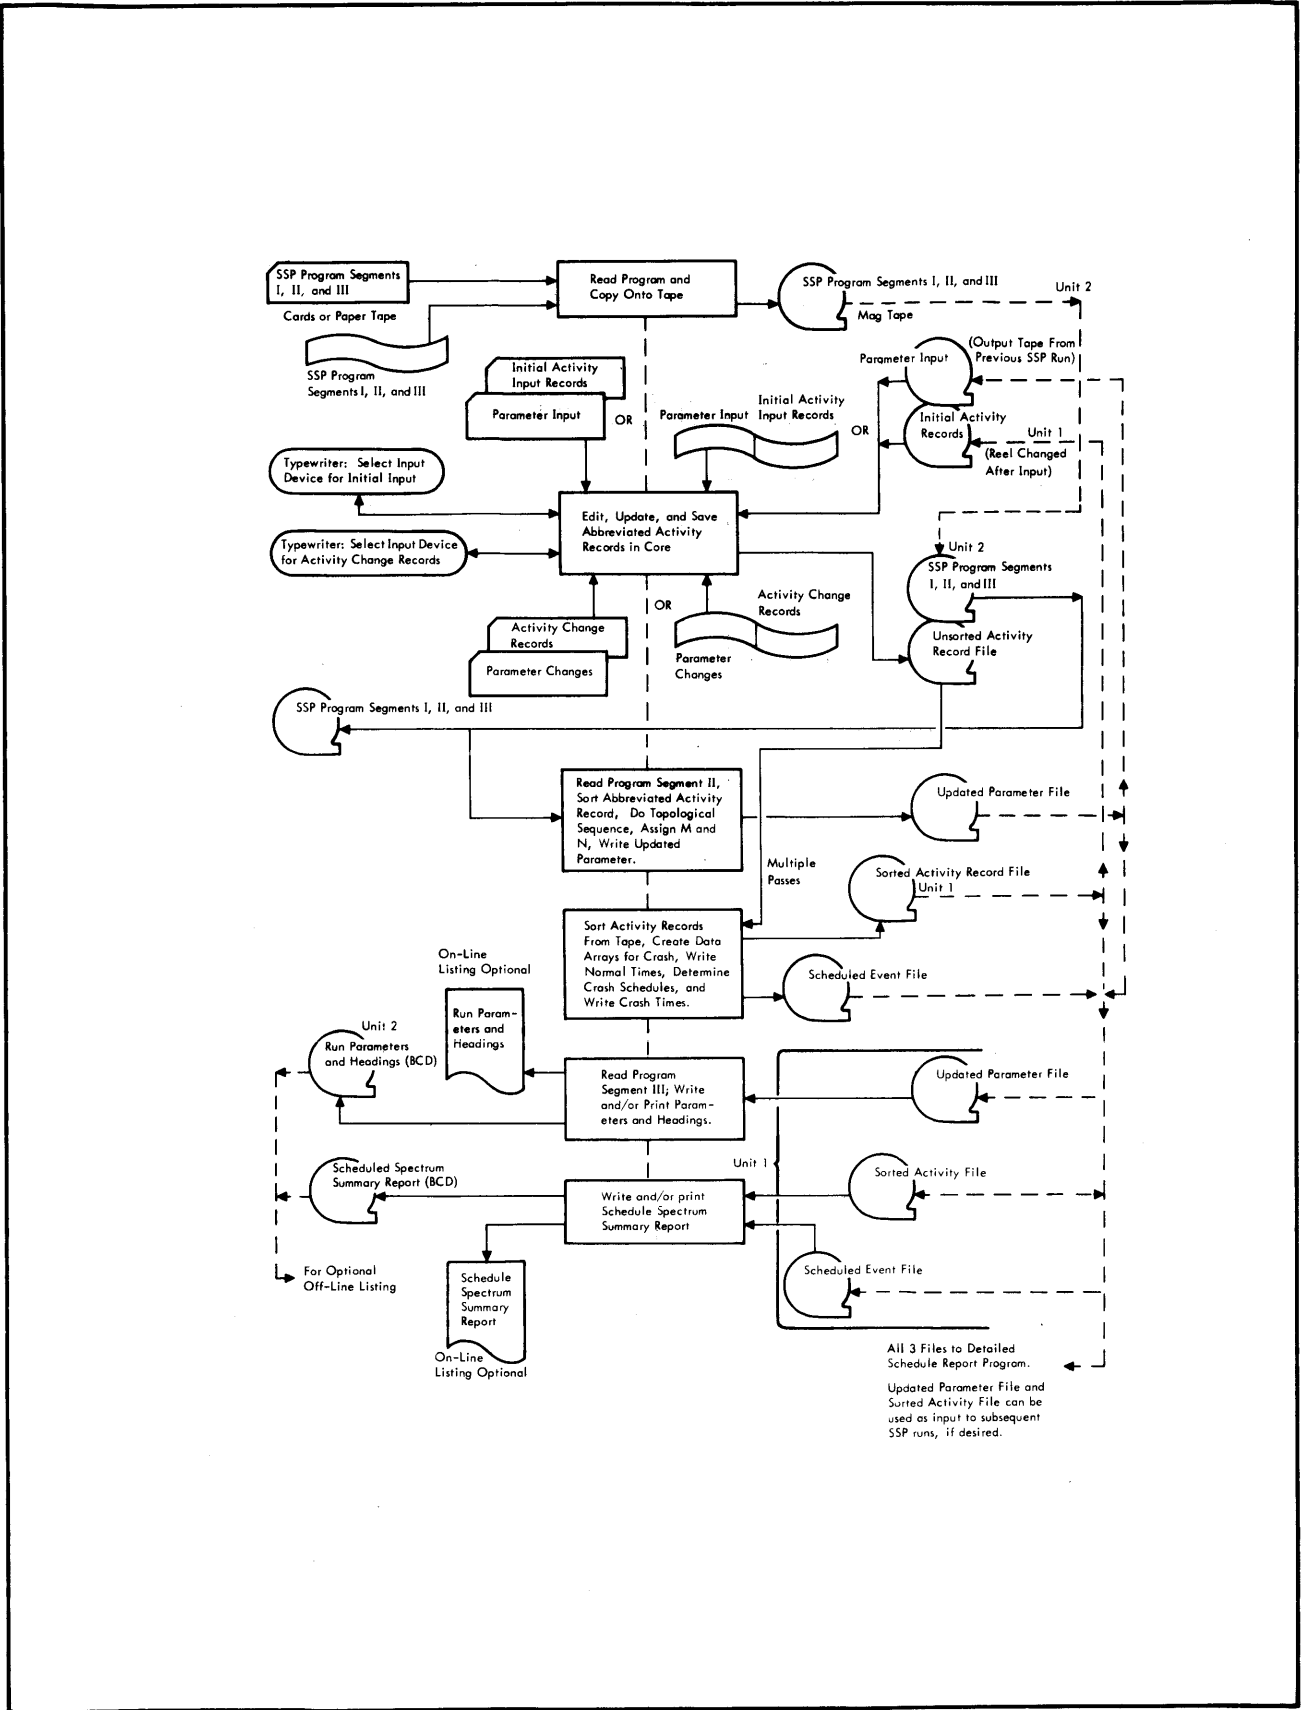 SSP Program Segments
I, II, and III
Cards or Paper Tape
SSP Program
Segments I, II, and III
Read Program and
Copy Onto Tape
SSP Program Segments I, II, and III
Mag Tape
Unit 2
(Output Tape From
Previous SSP Run)
Parameter Input
Initial Activity
Records
Unit 1
(Reel Changed
After Input)
Initial Activity
Input Records
Parameter Input
OR
Parameter Input
Initial Activity
Input Records
OR
Typewriter: Select Input
Device for Initial Input
Typewriter: Select Input Device
for Activity Change Records
Edit, Update, and Save
Abbreviated Activity
Records in Core
Unit 2
SSP Program Segments
I, II, and III
Unsorted Activity
Record File
Activity Change
Records
Parameter Changes
OR
Activity Change
Records
Parameter
Changes
SSP Program Segments I, II, and III
Read Program Segment II,
Sort Abbreviated Activity
Record, Do Topological
Sequence, Assign M and
N, Write Updated
Parameter.
Updated Parameter File
Multiple
Passes
Sorted Activity Record File
Unit 1
Sort Activity Records
From Tape, Create Data
Arrays for Crash, Write
Normal Times, Determine
Crash Schedules, and
Write Crash Times.
Scheduled Event File
On-Line
Listing Optional
Run Param-
eters and
Headings
Unit 2
Run Parameters
and Headings (BCD)
Read Program
Segment III; Write
and/or Print Param-
eters and Headings.
Updated Parameter File
Unit 1
Scheduled Spectrum
Summary Report (BCD)
Write and/or print
Schedule Spectrum
Summary Report
Sorted Activity File
Scheduled Event File
For Optional
Off-Line Listing
Schedule
Spectrum
Summary
Report
On-Line
Listing Optional
All 3 Files to Detailed
Schedule Report Program.
Updated Parameter File and
Sorted Activity File can be
used as input to subsequent
SSP runs, if desired.